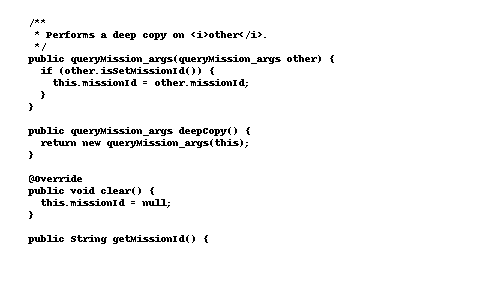 /**
 * Performs a deep copy on <i>other</i>.
 */
public queryMission_args(queryMission_args other) {
  if (other.isSetMissionId()) {
    this.missionId = other.missionId;
  }
}

public queryMission_args deepCopy() {
  return new queryMission_args(this);
}

@Override
public void clear() {
  this.missionId = null;
}

public String getMissionId() {